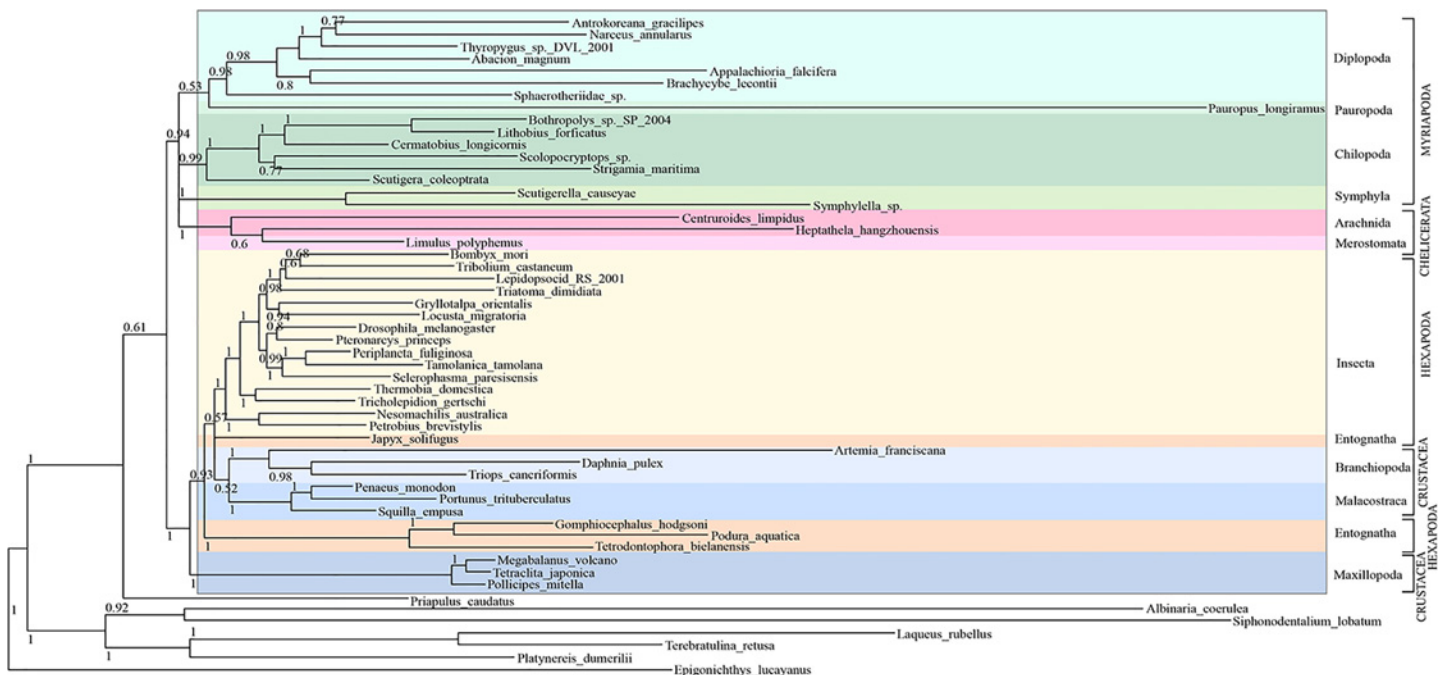 0.77
Antrokoreana_gracilipes
1
Narceus_annularus
Thyropygus_sp._DVL_2001
0.98
Abacion_magnum
0.98
Appalachioria_falcifera
0.8
Brachycybe_lecontii
0.53
Sphaerotheriidae_sp.
Pauropus_longiramus
1
1
Bothropolys_sp._SP_2004
0.94
Lithobius_forficatus
1
Cermatobius_longicornis
0.99
Scolopocryptops_sp.
0.77
Strigamia_maritima
Scutigera_coleoptrata
1
Scutigerella_causeyae
Symphylella_sp.
Centruroides_limpidus
1
Heptathela_hangzhouensis
0.6
Limulus_polyphemus
0.68
Bombyx_mori
0.61
Tribolium_castaneum
1
Lepidopsocid_RS_2001
0.98
Triatoma_dimidiata
Gryllotalpa_orientalis
1
0.94
Locusta_migratoria
0.8
Drosophila_melanogaster
0.61
Pteronarcys_princeps
1
1
0.99
Periplancta_fuliginosa
Tamolanica_tamolana
1
Selerophasma_paresisensis
1
Thermobia_domestica
1
Tricholepidion_gertschi
0.57
Nesomachilis_australica
1
Petrobius_brevistylis
Japyx_solifugus
1
1
Artemia_franciscana
Daphnia_pulex
0.93
0.98
Triops_cancriformis
0.52
1
Penaeus_monodon
Portunus_trituberculatus
1
Squilla_empusa
1
Gomphiocephalus_hodgsoni
Podura_aquatica
1
1
Tetrodontophora_bielanensis
1
Megabalanus_volcano
Tetraclita_japonica
1
Pollicipes_mitella
Priapulus_caudatus
0.92
Albinaria_coerulea
1
Siphonodentalium_lobatum
1
1
Laqueus_rubellus
Terebratulina_retusa
1
1
Platynereis_dumerilii
Epigonichthys_lucayanus
Diplopoda
Pauropoda
Chilopoda
Symphyla
Arachnida
Merostomata
Insecta
Entognatha
Branchiopoda
Malacostraca
Entognatha
Maxillopoda
MYRIAPODA
CHELICERATA
HEXAPODA
CRUSTACEA
HEXAPODA
CRUSTACEA